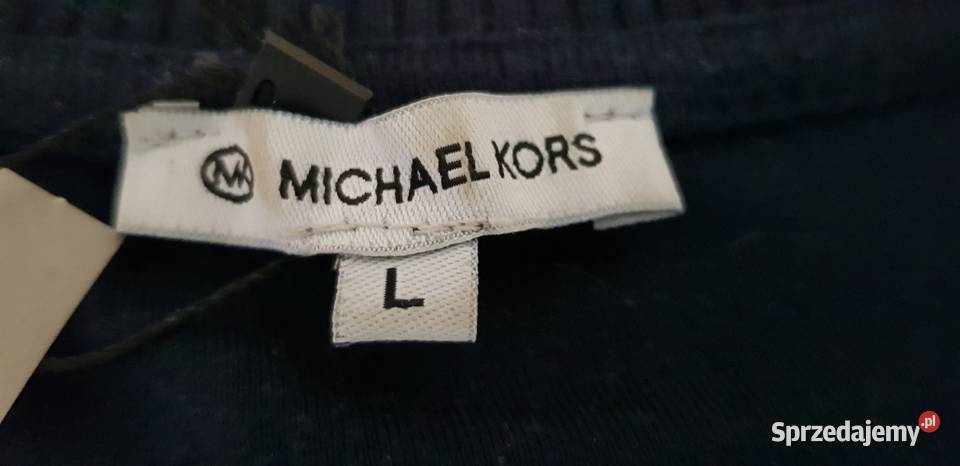 MK MICHAEL KORS
L
Sprzedajemy.pl